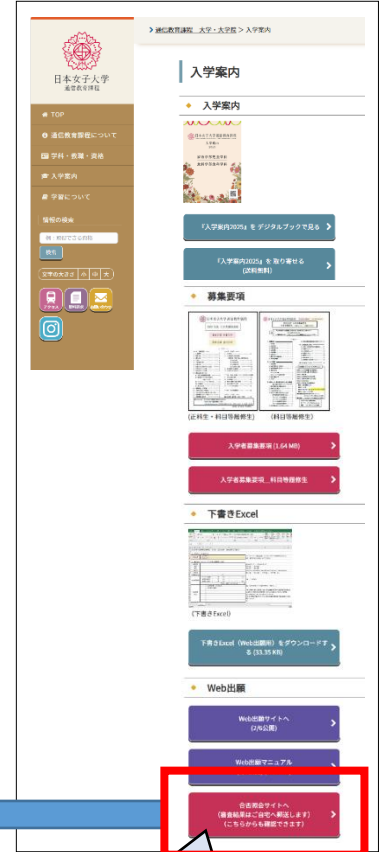 日本女子大学
通信教育課程
TOP
通信教育課程について
学科・教職・資格
入学案内
学習について
情報の検索
検索
文字の大きさ 小 中 大
アクセス
通信教育課程 大学・大学院 > 入学案内
入学案内
入学案内
『入学案内2025』を デジタルブックで見る
『入学案内2025』を 取り寄せる
(送料無料)
募集要項
(正科生・科目等履修生)
(科目等履修生)
入学者募集要項 (1.64 MB)
入学者募集要項_科目等履修生
下書きExcel
(下書きExcel)
下書きExcel（Web出願用）をダウンロードす
る (33.35 KB)
Web出願
Web出願サイトへ
(2/6公開)
Web出願マニュアル
合否照会サイトへ
(審査結果はご自宅へ郵送します)
(こちらからも確認できます)